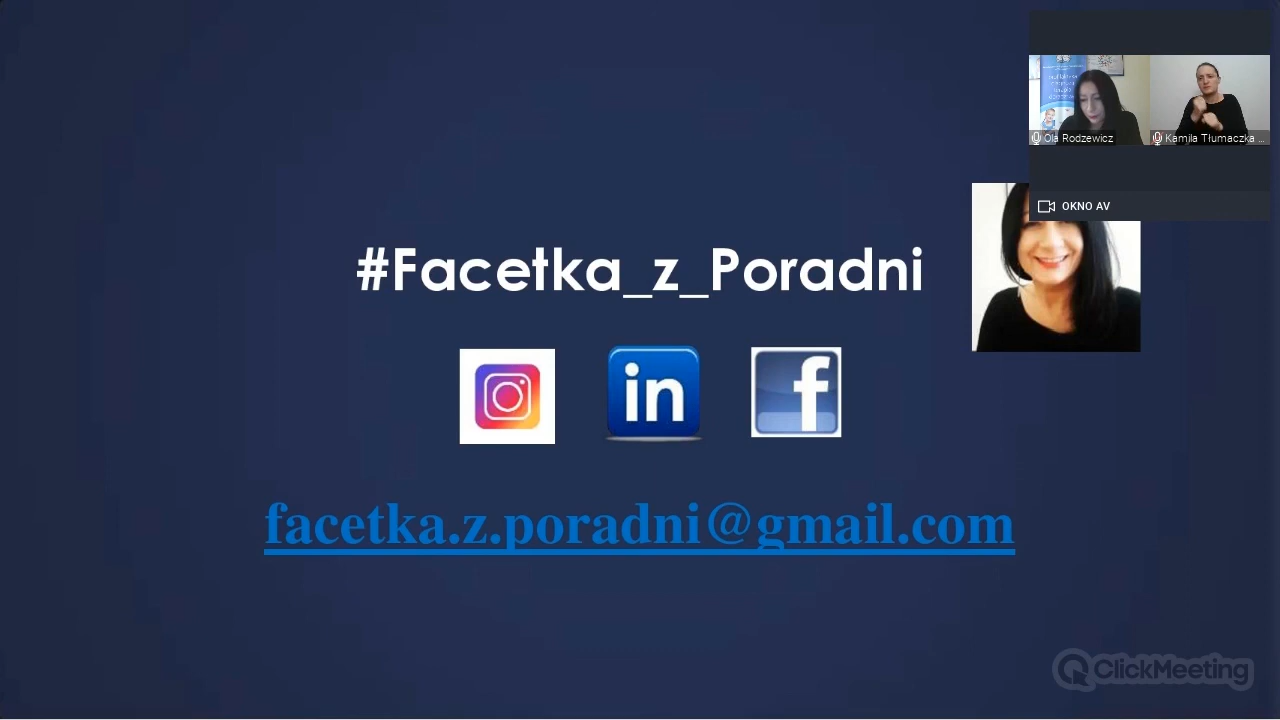 Ola Rodzewicz
Kamila Tłumaczka ...
OKNO AV
#Facetka_z_Poradni
in
f
facetka.z.poradni@gmail.com
ClickMeeting